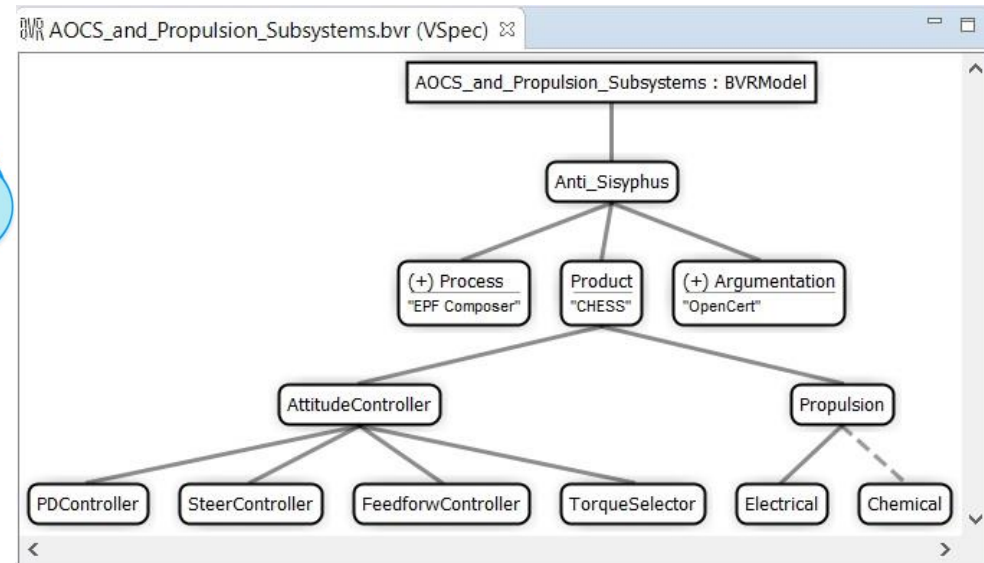 BVR AOCS_and_Propulsion_Subsystems.bvr (VSpec)
AOCS_and_Propulsion_Subsystems : BVRModel
Anti_Sisyphus
(+) Process
"EPF Composer"
Product
"CHESS"
(+) Argumentation
"OpenCert"
AttitudeController
Propulsion
PDController
SteerController
FeedforwController
TorqueSelector
Electrical
Chemical